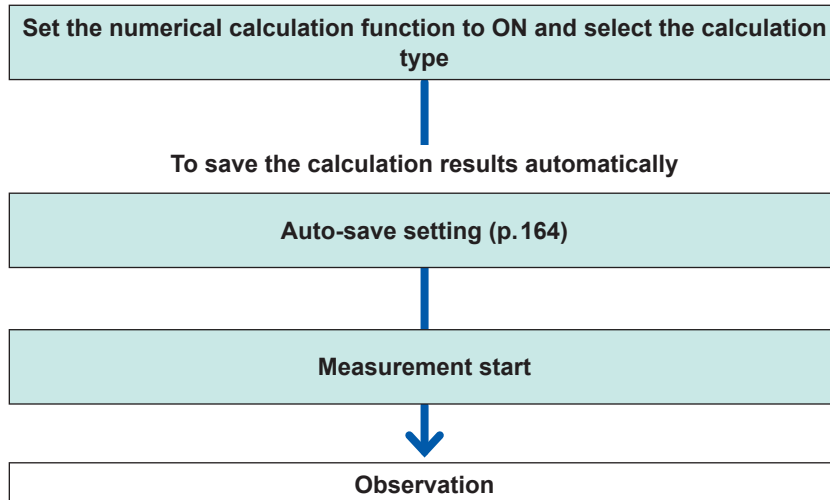 Set the numerical calculation function to ON and select the calculation
type
To save the calculation results automatically
Auto-save setting (p. 164)
Measurement start
Observation